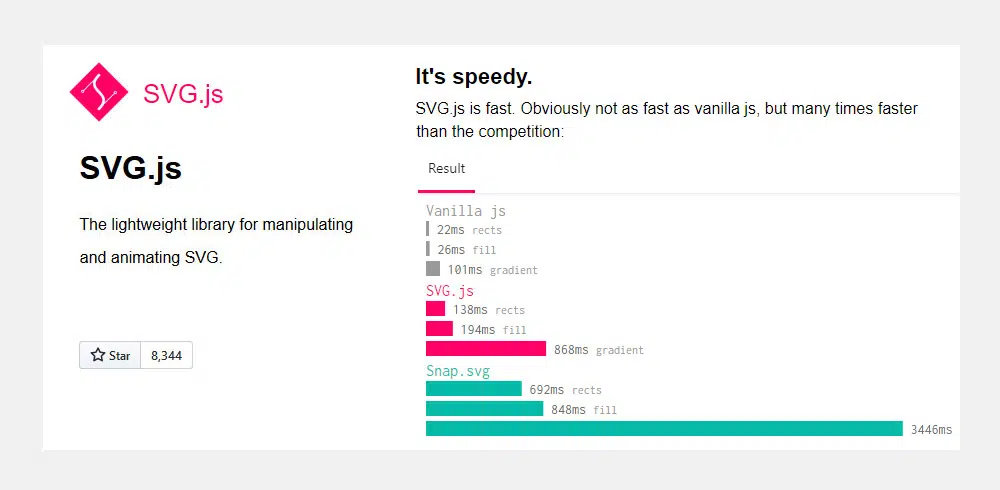 SVG.js
SVG.js
The lightweight library for manipulating
and animating SVG.
Star 8,344
It's speedy.
SVG.js is fast. Obviously not as fast as vanilla js, but many times faster
than the competition:
Result
Vanilla js
22ms rects
26ms fill
101ms gradient
SVG.js
138ms rects
194ms fill
868ms gradient
Snap.svg
692ms rects
848ms fill
3446ms